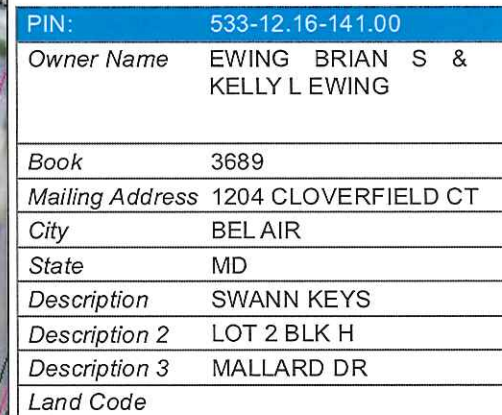 PIN: 533-12.16-141.00
Owner Name EWING BRIAN S &
KELLY L EWING
Book 3689
Mailing Address 1204 CLOVERFIELD CT
City BEL AIR
State MD
Description SWANN KEYS
Description 2 LOT 2 BLK H
Description 3 MALLARD DR
Land Code